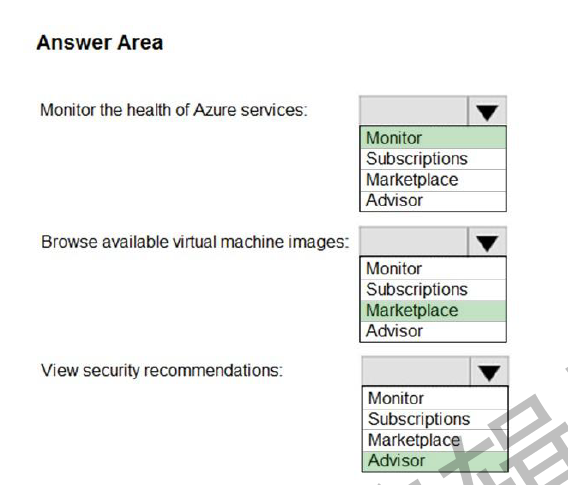 Answer Area
Monitor the health of Azure services:
Monitor
Subscriptions
Marketplace
Advisor
Browse available virtual machine images:
Monitor
Subscriptions
Marketplace
Advisor
View security recommendations:
Monitor
Subscriptions
Marketplace
Advisor